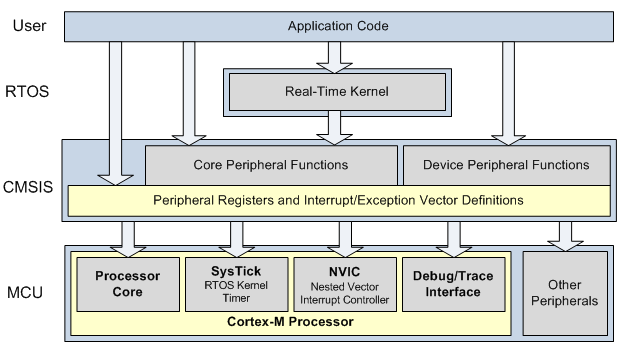 User
Application Code
RTOS
Real-Time Kernel
CMSIS
Core Peripheral Functions
Device Peripheral Functions
Peripheral Registers and Interrupt/Exception Vector Definitions
MCU
Processor
Core
SysTick
RTOS Kernel
Timer
NVIC
Nested Vector
Interrupt Controller
Debug/Trace
Interface
Other
Peripherals
Cortex-M Processor